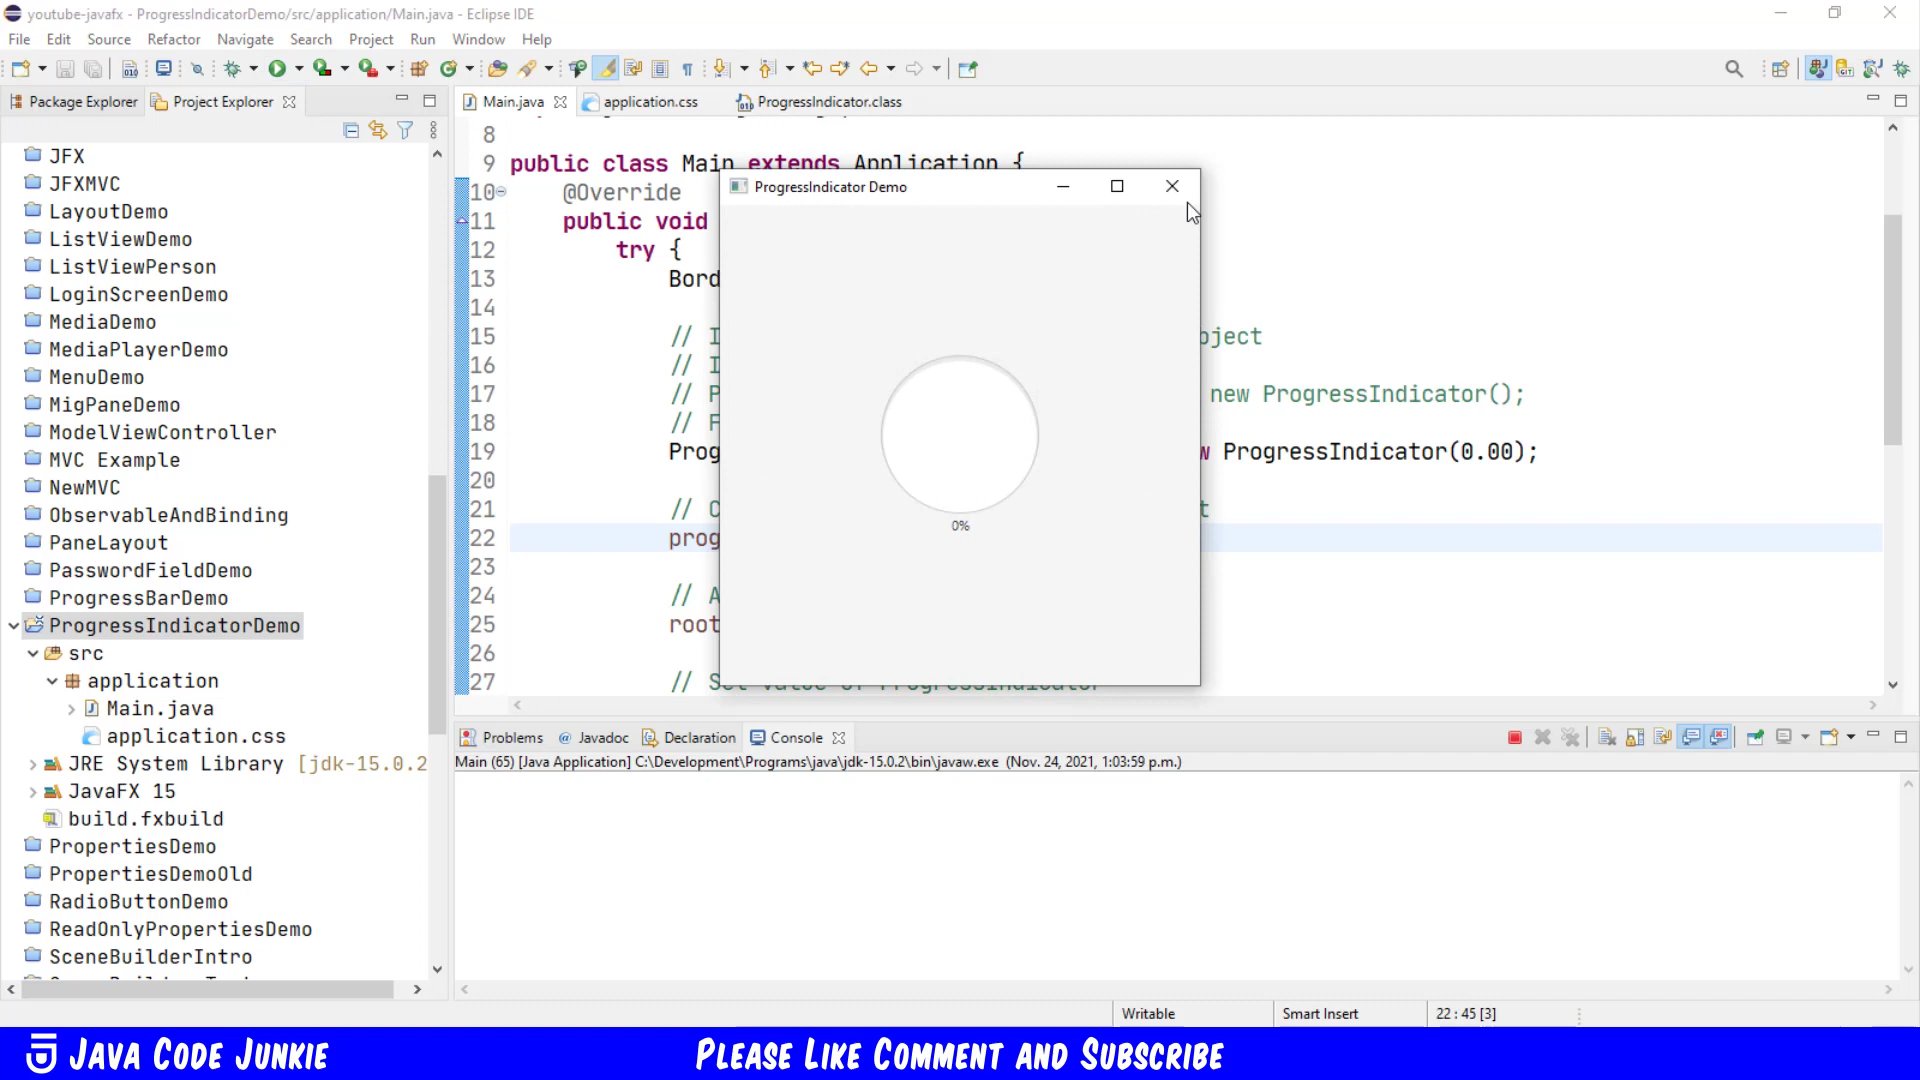 youtube-javafx - ProgressIndicatorDemo/src/application/Main.java - Eclipse IDE
File Edit Source Refactor Navigate Search Project Run Window Help
Package Explorer Project Explorer
JFX
JFXMVC
LayoutDemo
ListViewDemo
ListViewPerson
LoginScreenDemo
MediaDemo
MediaPlayerDemo
MenuDemo
MigPaneDemo
ModelViewController
MVC Example
NewMVC
ObservableAndBinding
PaneLayout
PasswordFieldDemo
ProgressBarDemo
ProgressIndicatorDemo
src
application
Main.java
application.css
JRE System Library [jdk-15.0.2
JavaFX 15
build.fxbuild
PropertiesDemo
PropertiesDemoOld
RadioButtonDemo
ReadOnlyPropertiesDemo
SceneBuilderIntro
Main.java application.css ProgressIndicator.class
8
9 public class Main extends Application {
10 @Override
11 public void
12 try {
13 Bord
14
15 // I bject
16 // I
17 // P new ProgressIndicator();
18 // F
19 Prog w ProgressIndicator(0.00);
20
21 // C t
22 prog
23
24 // A
25 root
26
27 // Set value of ProgressIndicator
ProgressIndicator Demo
0%
Problems @ Javadoc Declaration Console
Main (65) [Java Application] C:\Development\Programs\java\jdk-15.0.2\bin\javaw.exe (Nov. 24, 2021, 1:03:59 p.m.)
Writable Smart Insert 22 : 45 [3]
JAVA CODE JUNKIE PLEASE LIKE COMMENT AND SUBSCRIBE